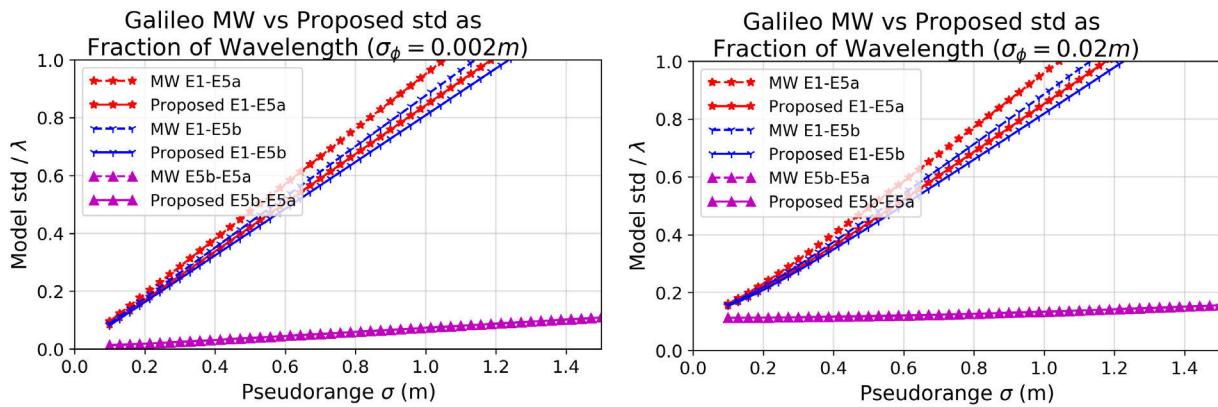 Galileo MW vs Proposed std as
Fraction of Wavelength (σϕ = 0.002m)
MW E1-E5a
Proposed E1-E5a
MW E1-E5b
Proposed E1-E5b
MW E5b-E5a
Proposed E5b-E5a
Model std / λ
1.0
0.8
0.6
0.4
0.2
0.0
0.0 0.2 0.4 0.6 0.8 1.0 1.2 1.4
Pseudorange σ (m)
Galileo MW vs Proposed std as
Fraction of Wavelength (σϕ = 0.02m)
MW E1-E5a
Proposed E1-E5a
MW E1-E5b
Proposed E1-E5b
MW E5b-E5a
Proposed E5b-E5a
Model std / λ
1.0
0.8
0.6
0.4
0.2
0.0
0.0 0.2 0.4 0.6 0.8 1.0 1.2 1.4
Pseudorange σ (m)